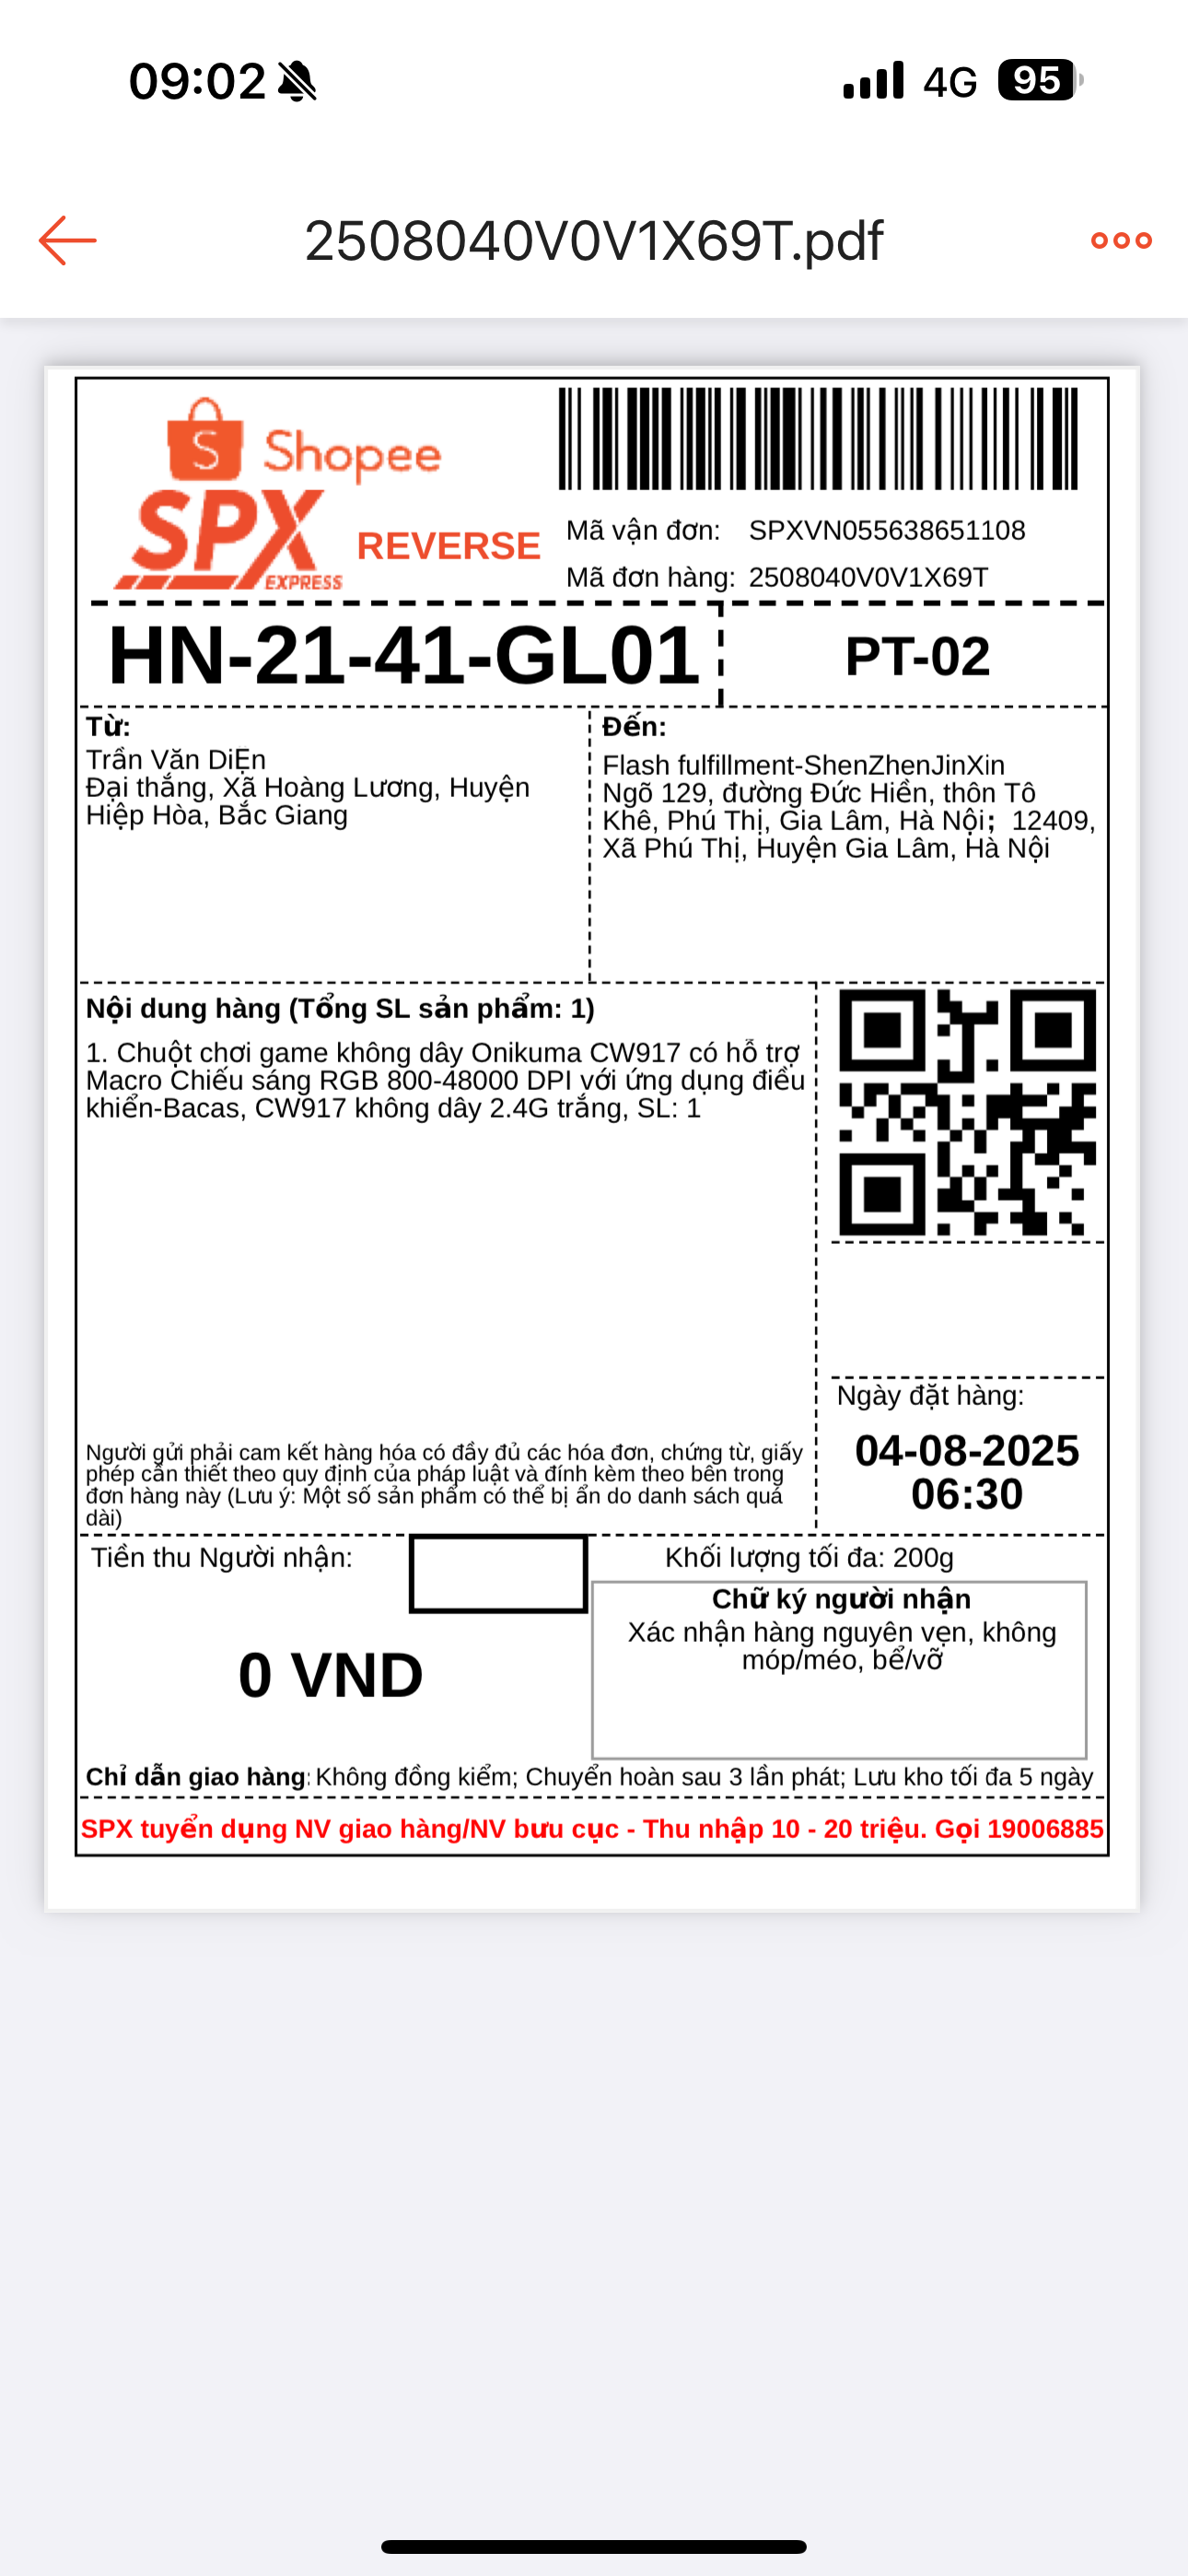 09:02
4G
95
2508040V0V1X69T.pdf
Shopee
SPX
EXPRESS
REVERSE
Mã vận đơn: SPXVN055638651108
Mã đơn hàng: 2508040V0V1X69T
HN-21-41-GL01
PT-02
Từ:
Trần Văn DiỆn
Đại thắng, Xã Hoàng Lương, Huyện
Hiệp Hòa, Bắc Giang
Đến:
Flash fulfillment-ShenZhenJinXin
Ngõ 129, đường Đức Hiền, thôn Tô
Khê, Phú Thị, Gia Lâm, Hà Nội；12409,
Xã Phú Thị, Huyện Gia Lâm, Hà Nội
Nội dung hàng (Tổng SL sản phẩm: 1)
1. Chuột chơi game không dây Onikuma CW917 có hỗ trợ
Macro Chiếu sáng RGB 800-48000 DPI với ứng dụng điều
khiển-Bacas, CW917 không dây 2.4G trắng, SL: 1
Người gửi phải cam kết hàng hóa có đầy đủ các hóa đơn, chứng từ, giấy
phép cần thiết theo quy định của pháp luật và đính kèm theo bên trong
đơn hàng này (Lưu ý: Một số sản phẩm có thể bị ẩn do danh sách quá
dài)
Ngày đặt hàng:
04-08-2025
06:30
Tiền thu Người nhận:
0 VND
Khối lượng tối đa: 200g
Chữ ký người nhận
Xác nhận hàng nguyên vẹn, không
móp/méo, bể/vỡ
Chỉ dẫn giao hàng: Không đồng kiểm; Chuyển hoàn sau 3 lần phát; Lưu kho tối đa 5 ngày
SPX tuyển dụng NV giao hàng/NV bưu cục - Thu nhập 10 - 20 triệu. Gọi 19006885